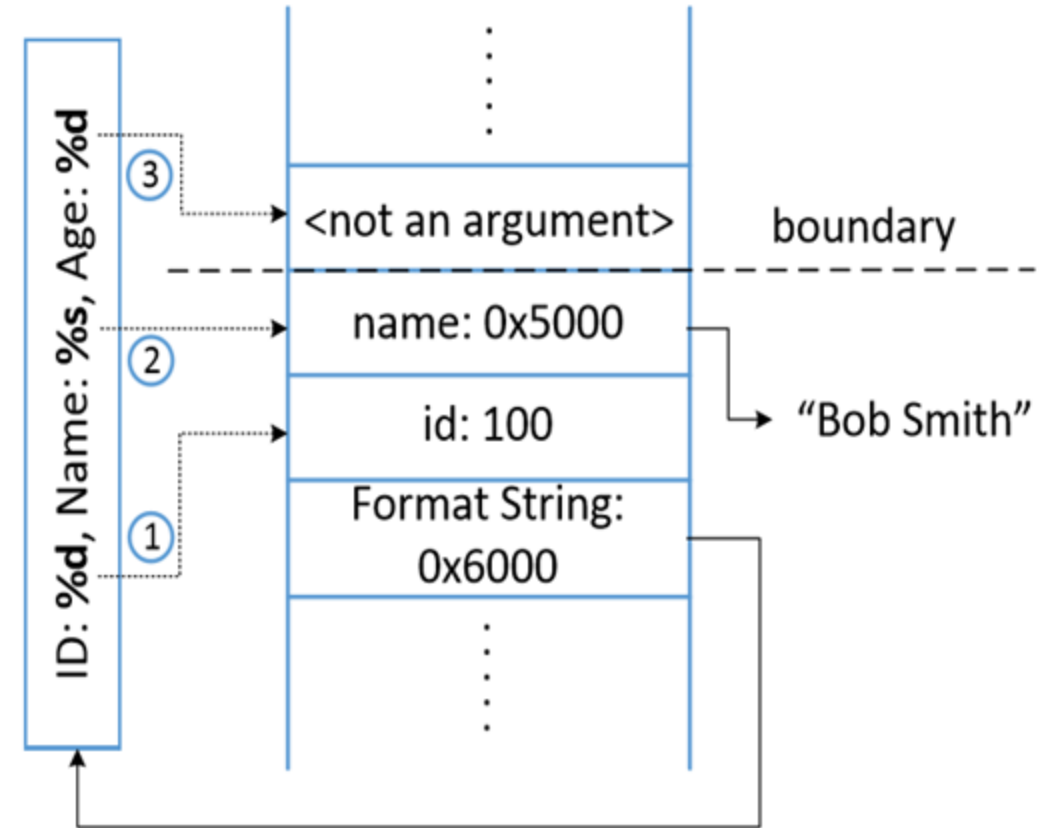 ID: %d, Name: %s, Age: %d
3
<not an argument>
boundary
2
name: 0x5000
id: 100
“Bob Smith”
1
Format String:
0x6000